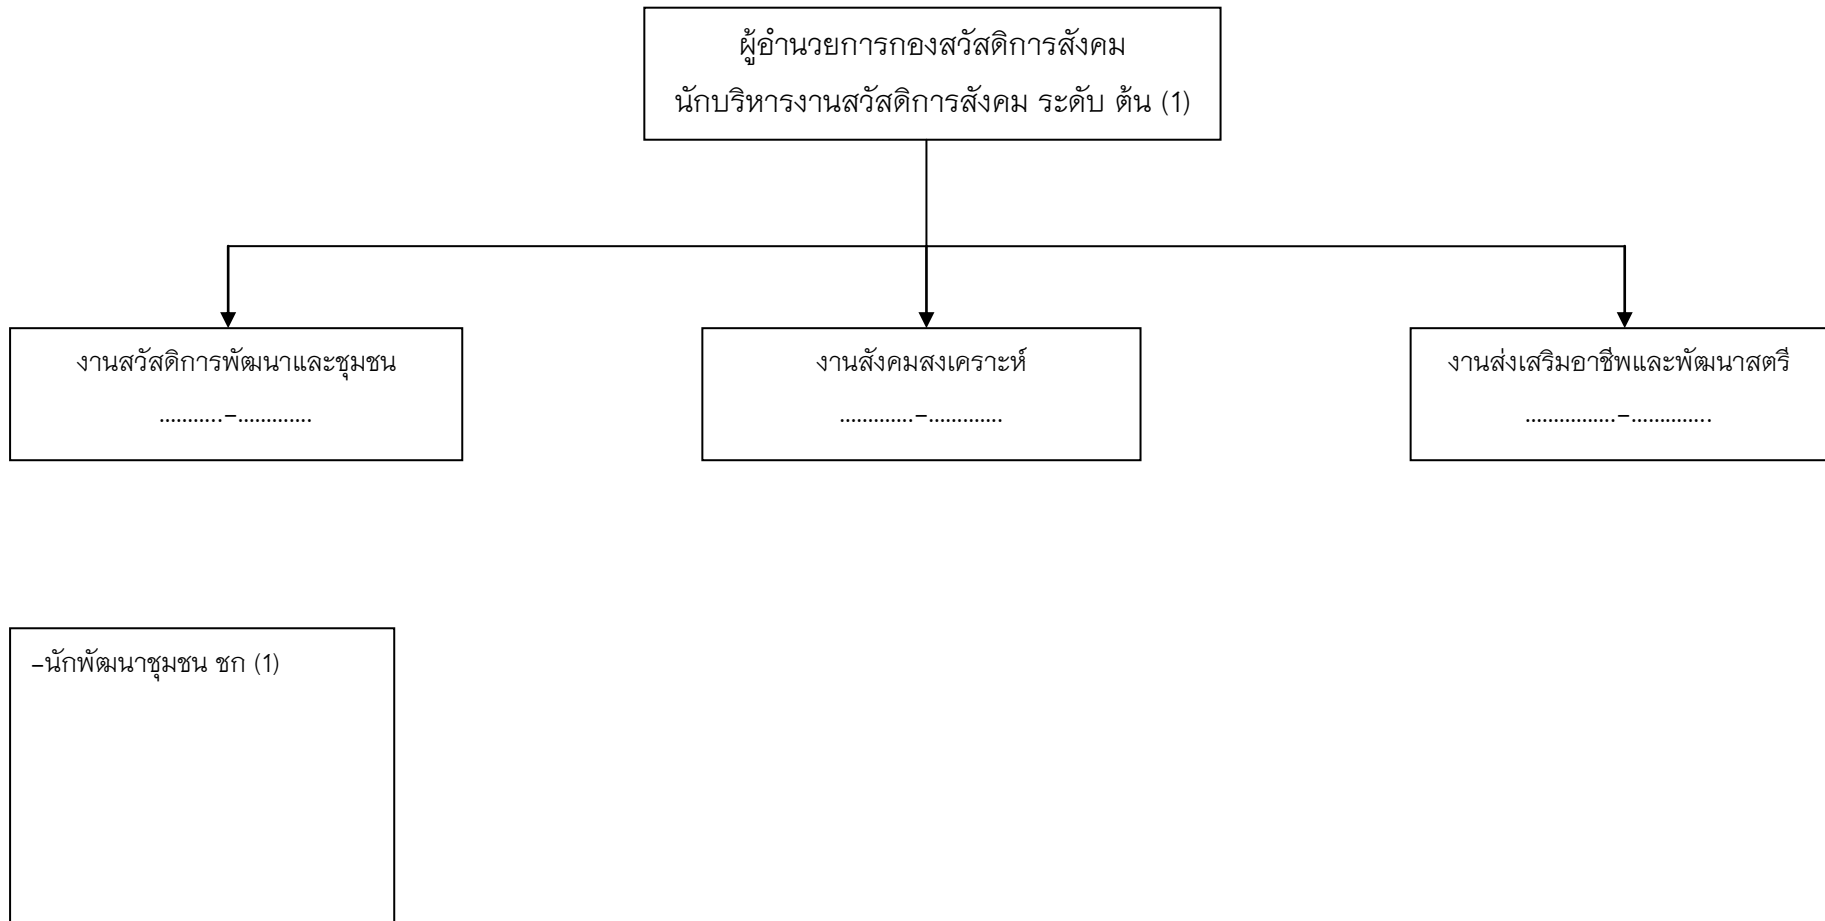 ผู้อำนวยการกองสวัสดิการสังคม
นักบริหารงานสวัสดิการสังคม ระดับ ต้น (1)
งานสวัสดิการพัฒนาและชุมชน
...........-.............
งานสังคมสงเคราะห์
.............-.............
งานส่งเสริมอาชีพและพัฒนาสตรี
................-..............
-นักพัฒนาชุมชน ชก (1)